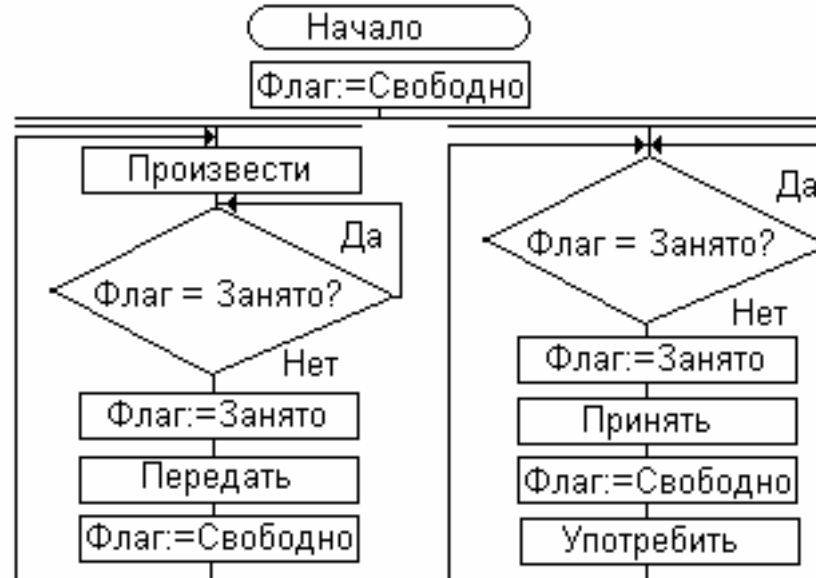 Начало
Флаг:=Свободно
Произвести
Да
Флаг = Занято?
Нет
Флаг:=Занято
Передать
Флаг:=Свободно
Да
Флаг = Занято?
Нет
Флаг:=Занято
Принять
Флаг:=Свободно
Употребить